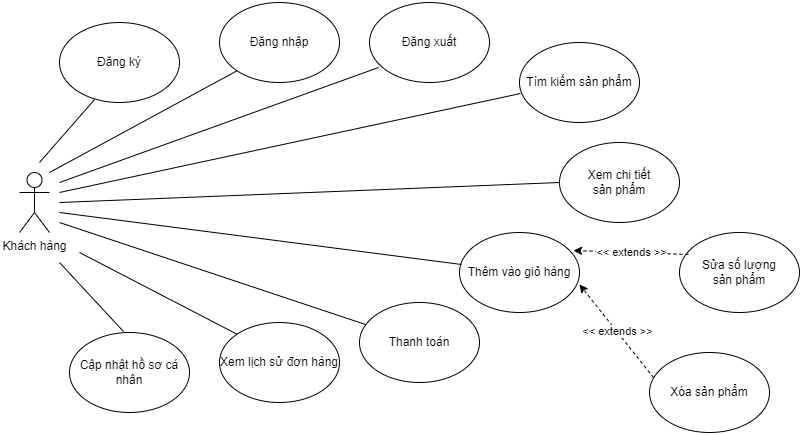 Đăng ký
Đăng nhập
Đăng xuất
Tìm kiếm sản phẩm
Xem chi tiết
sản phẩm
Khách hàng
Thêm vào giỏ hàng
<< extends >>
Sửa số lượng
sản phẩm
<< extends >>
Thanh toán
Xem lịch sử đơn hàng
Cập nhật hồ sơ cá
nhân
Xóa sản phẩm